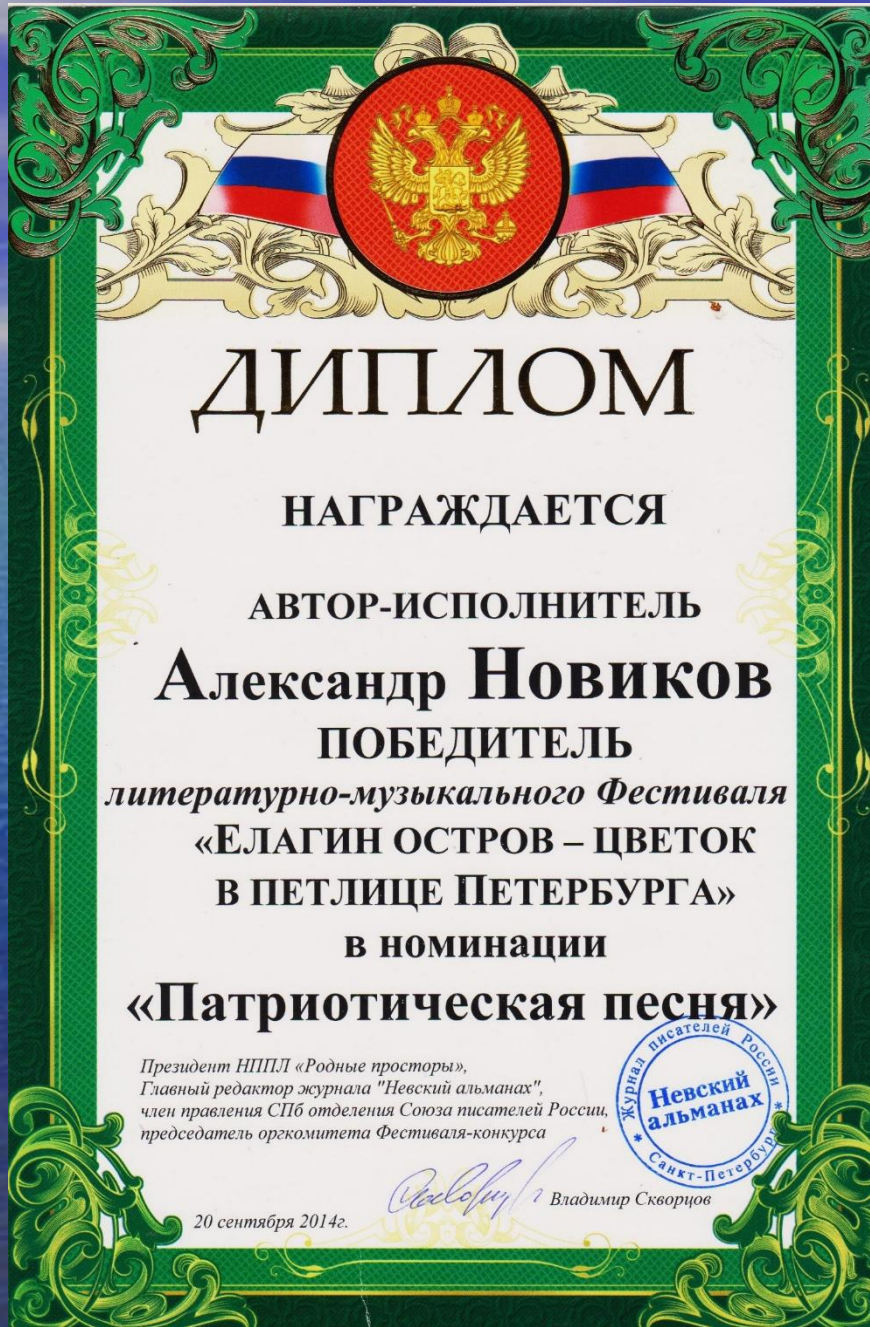 ДИПЛОМ
НАГРАЖДАЕТСЯ
АВТОР-ИСПОЛНИТЕЛЬ
Александр Новиков
ПОБЕДИТЕЛЬ
литературно-музыкального Фестиваля
«ЕЛАГИН ОСТРОВ – ЦВЕТОК
В ПЕТЛИЦЕ ПЕТЕРБУРГА»
в номинации
«Патриотическая песня»
Президент НППЛ «Родные просторы»,
Главный редактор журнала "Невский альманах",
член правления СПб отделения Союза писателей России,
председатель оргкомитета Фестиваля-конкурса
Журнал писателей России
Невский
альманах
* Санкт-Петербург *
Владимир Скворцов
20 сентября 2014г.